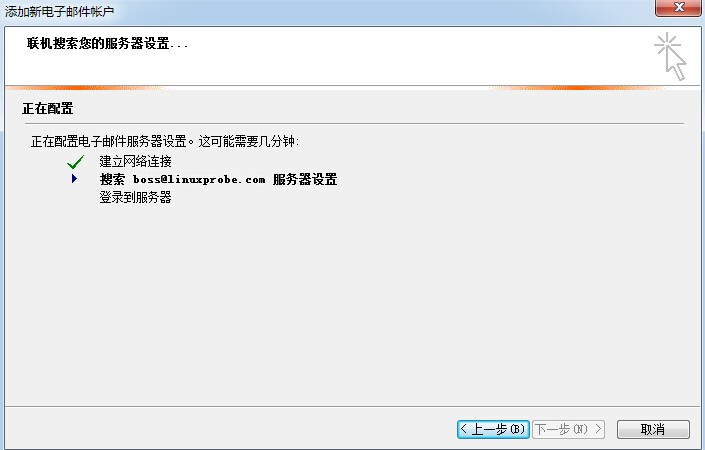 添加新电子邮件帐户
联机搜索您的服务器设置...
正在配置
正在配置电子邮件服务器设置。这可能需要几分钟:
建立网络连接
搜索 boss@linuxprobe.com 服务器设置
登录到服务器
< 上一步(B) 下一步(N) > 取消